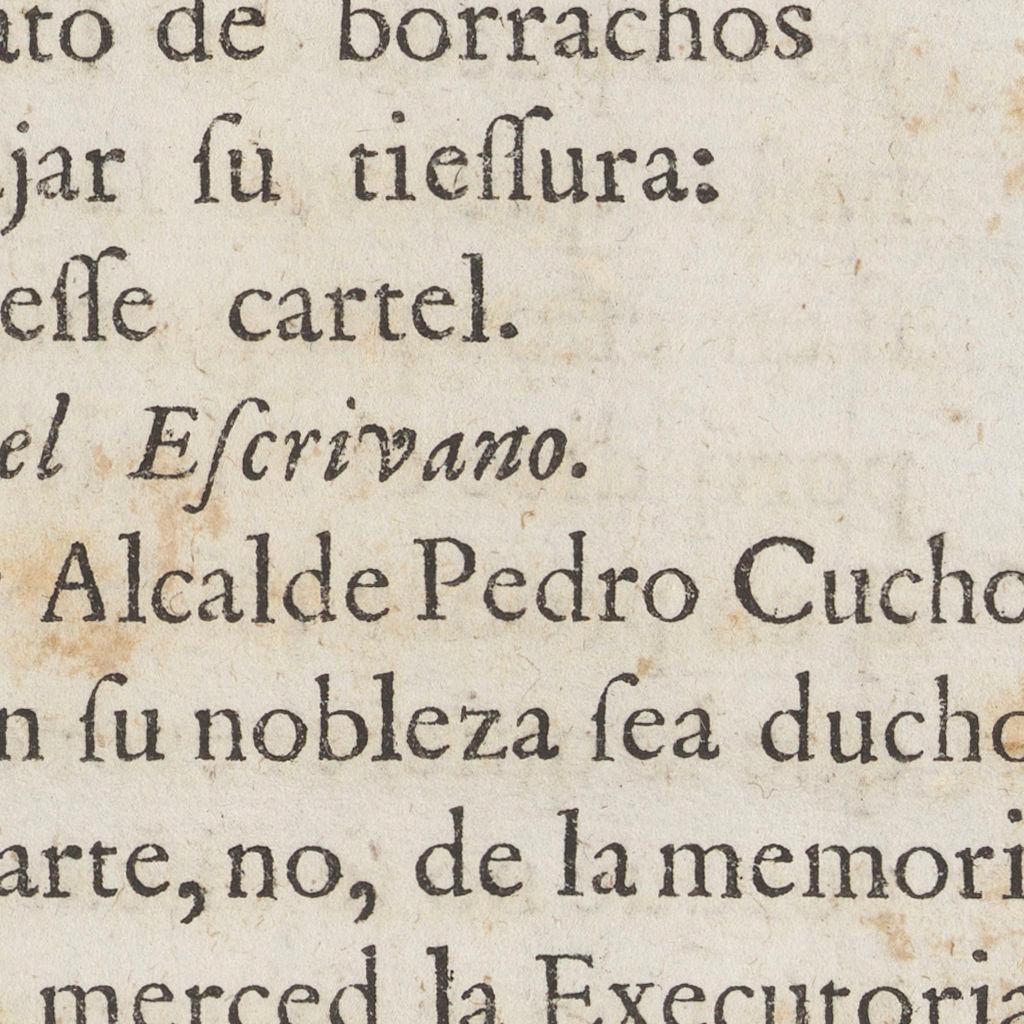 ato de borrachos
jar ſu tieſſura:
eſſe cartel.
el Eſcrivano.
Alcalde Pedro Cucho
n ſu nobleza ſea ducho
arte, no, de la memori
merced la Executoria